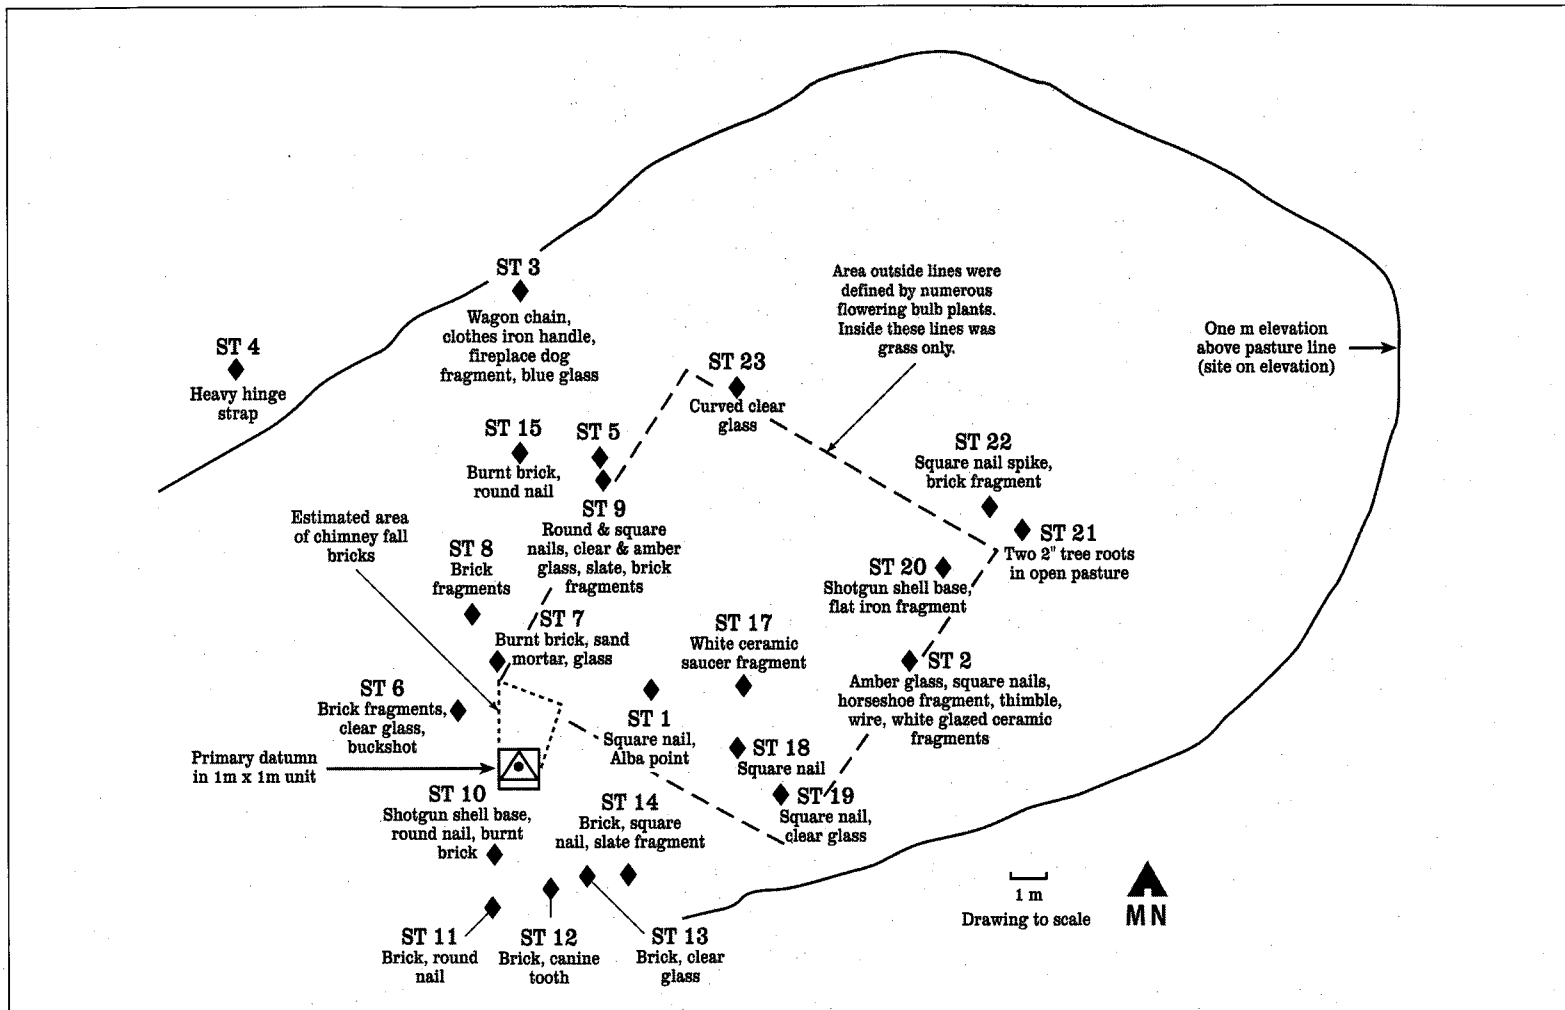 ST 3
Wagon chain,
clothes iron handle,
fireplace dog
fragment, blue glass
ST 4
Heavy hinge
strap
Area outside lines were
defined by numerous
flowering bulb plants.
Inside these lines was
grass only.
One m elevation
above pasture line
(site on elevation)
ST 23
Curved clear
glass
ST 15
Burnt brick,
round nail
ST 5
ST 22
Square nail spike,
brick fragment
ST 9
Round & square
nails, clear & amber
glass, slate, brick
fragments
Estimated area
of chimney fall
bricks
ST 21
Two 2" tree roots
in open pasture
ST 8
Brick
fragments
ST 20
Shotgun shell base,
flat iron fragment
ST 7
Burnt brick, sand
mortar, glass
ST 17
White ceramic
saucer fragment
ST 2
Amber glass, square nails,
horseshoe fragment, thimble,
wire, white glazed ceramic
fragments
ST 6
Brick fragments,
clear glass,
buckshot
ST 1
Square nail,
Alba point
ST 18
Square nail
Primary datumn
in 1m x 1m unit
ST 10
Shotgun shell base,
round nail, burnt
brick
ST 14
Brick, square
nail, slate fragment
ST 19
Square nail,
clear glass
1 m
Drawing to scale
MN
ST 11
Brick, round
nail
ST 12
Brick, canine
tooth
ST 13
Brick, clear
glass